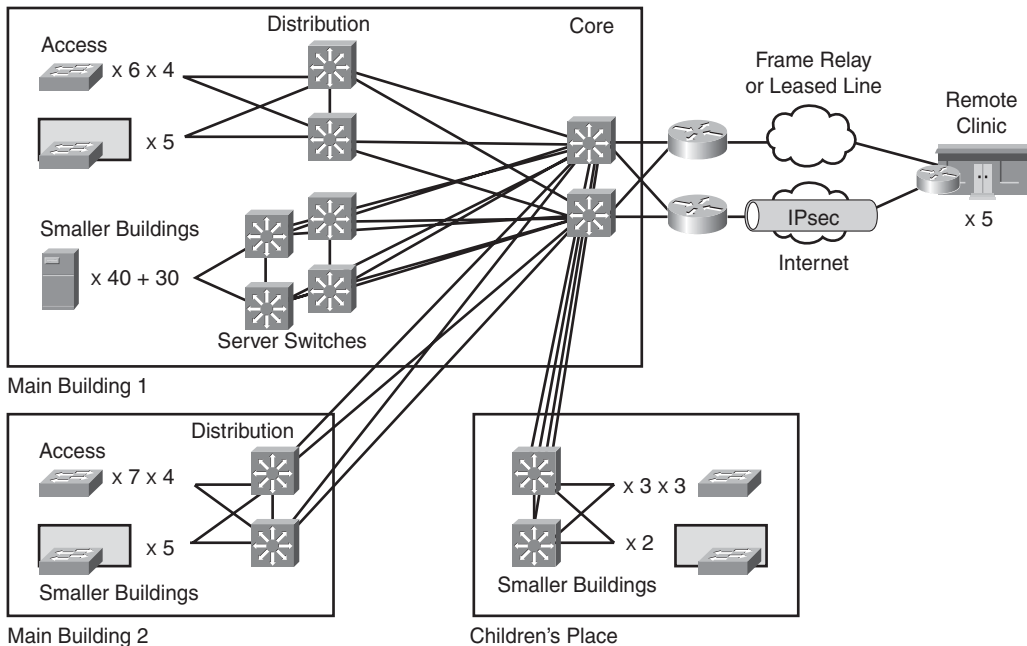 Distribution
Core
Access
x 6 x 4
x 5
Smaller Buildings
x 40 + 30
Server Switches
Main Building 1
Frame Relay
or Leased Line
Remote
Clinic
x 5
IPsec
Internet
Distribution
Access
x 7 x 4
x 5
Smaller Buildings
Main Building 2
x 3 x 3
x 2
Smaller Buildings
Children's Place